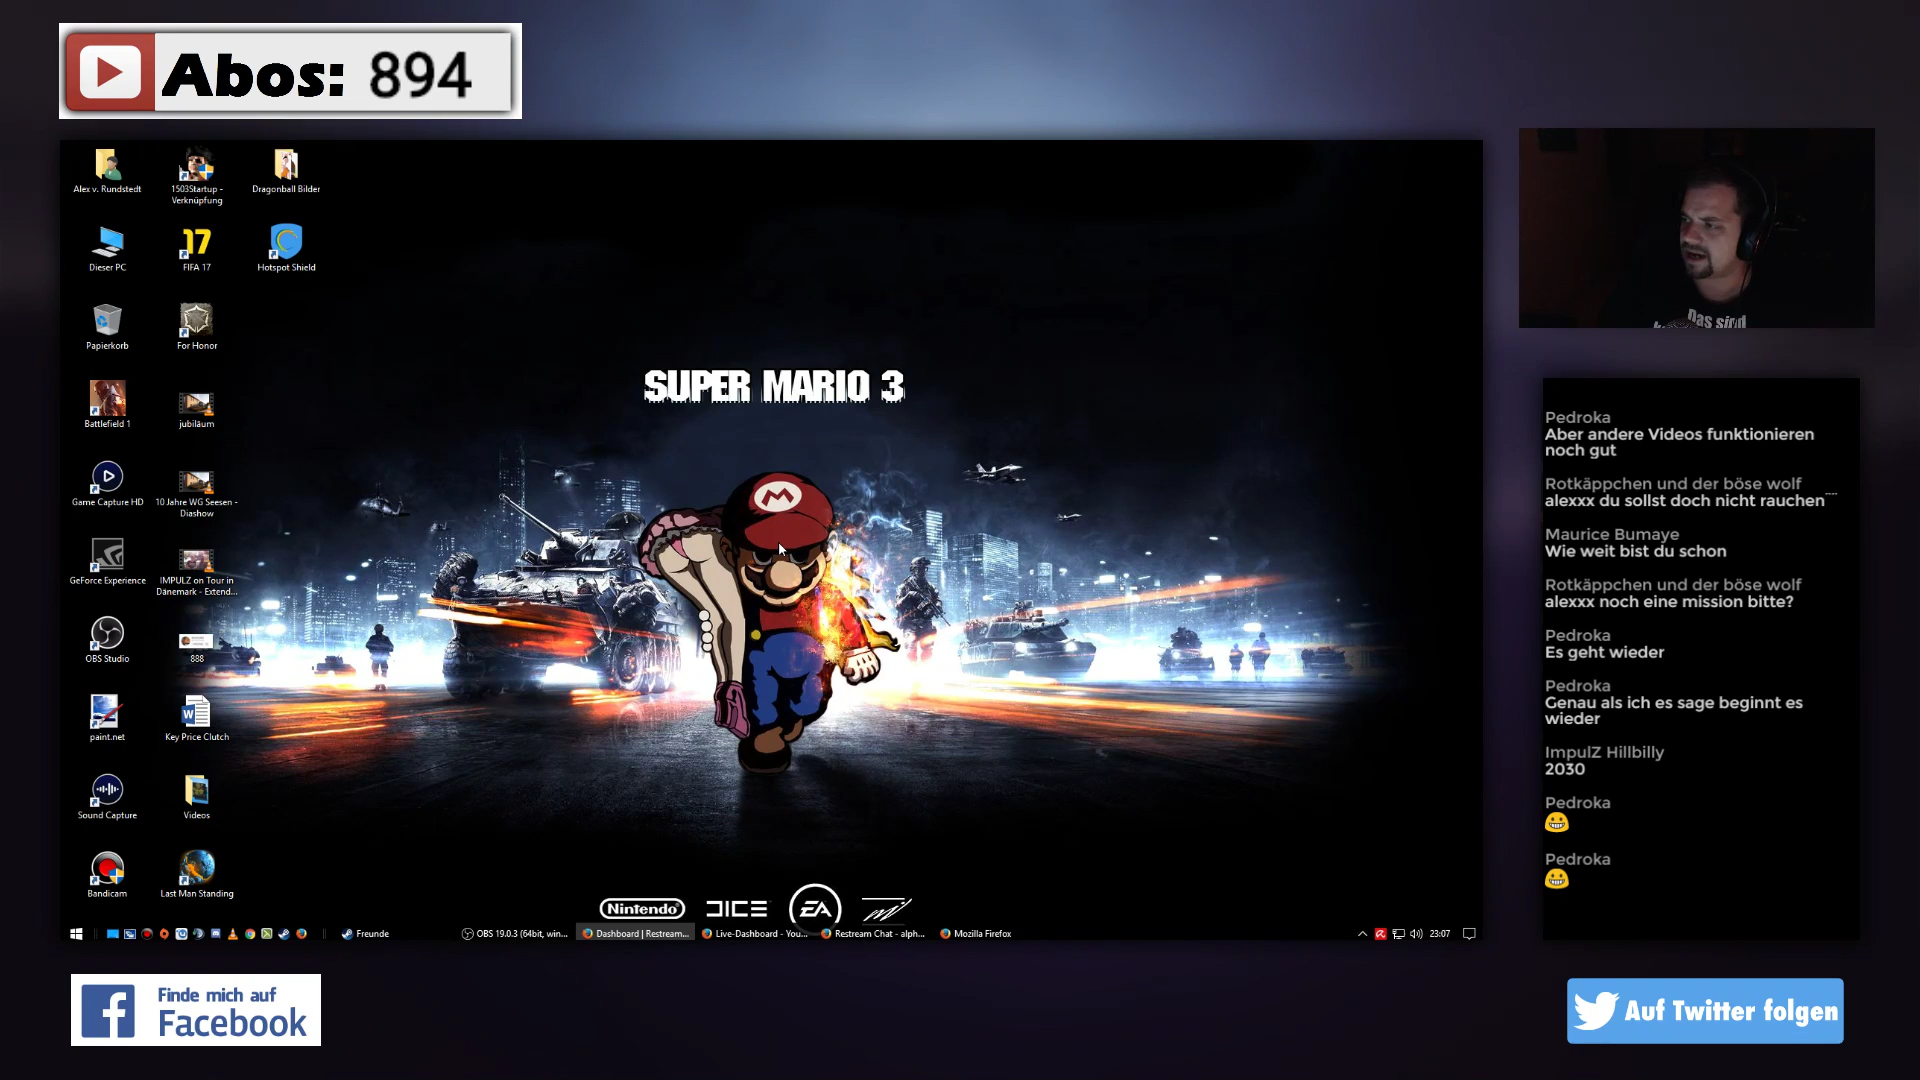 Abos: 894
Alex v. Rundstedt
1503Startup -
Verknüpfung
Dragonball Bilder
Dieser PC
17
FIFA 17
Hotspot Shield
Papierkorb
For Honor
Battlefield 1
jubiläum
Game Capture HD
10 Jahre WG Seesen -
Diashow
GeForce Experience
IMPULZ on Tour in
Dänemark - Extend...
OBS Studio
888
paint.net
Key Price Clutch
Sound Capture
Videos
Bandicam
Last Man Standing
SUPER MARIO 3
M
Nintendo
DICE
EA
Freunde
OBS 19.0.3 (64bit, win...
Dashboard | Restream...
Live-Dashboard - You...
Restream Chat - alph...
Mozilla Firefox
23:07
Das sind
Pedroka
Aber andere Videos funktionieren
noch gut
Rotkäppchen und der böse wolf
alexxx du sollst doch nicht rauchen
Maurice Bumaye
Wie weit bist du schon
Rotkäppchen und der böse wolf
alexxx noch eine mission bitte?
Pedroka
Es geht wieder
Pedroka
Genau als ich es sage beginnt es
wieder
ImpulZ Hillbilly
2030
Pedroka
😀
Pedroka
😀
Finde mich auf
Facebook
Auf Twitter folgen